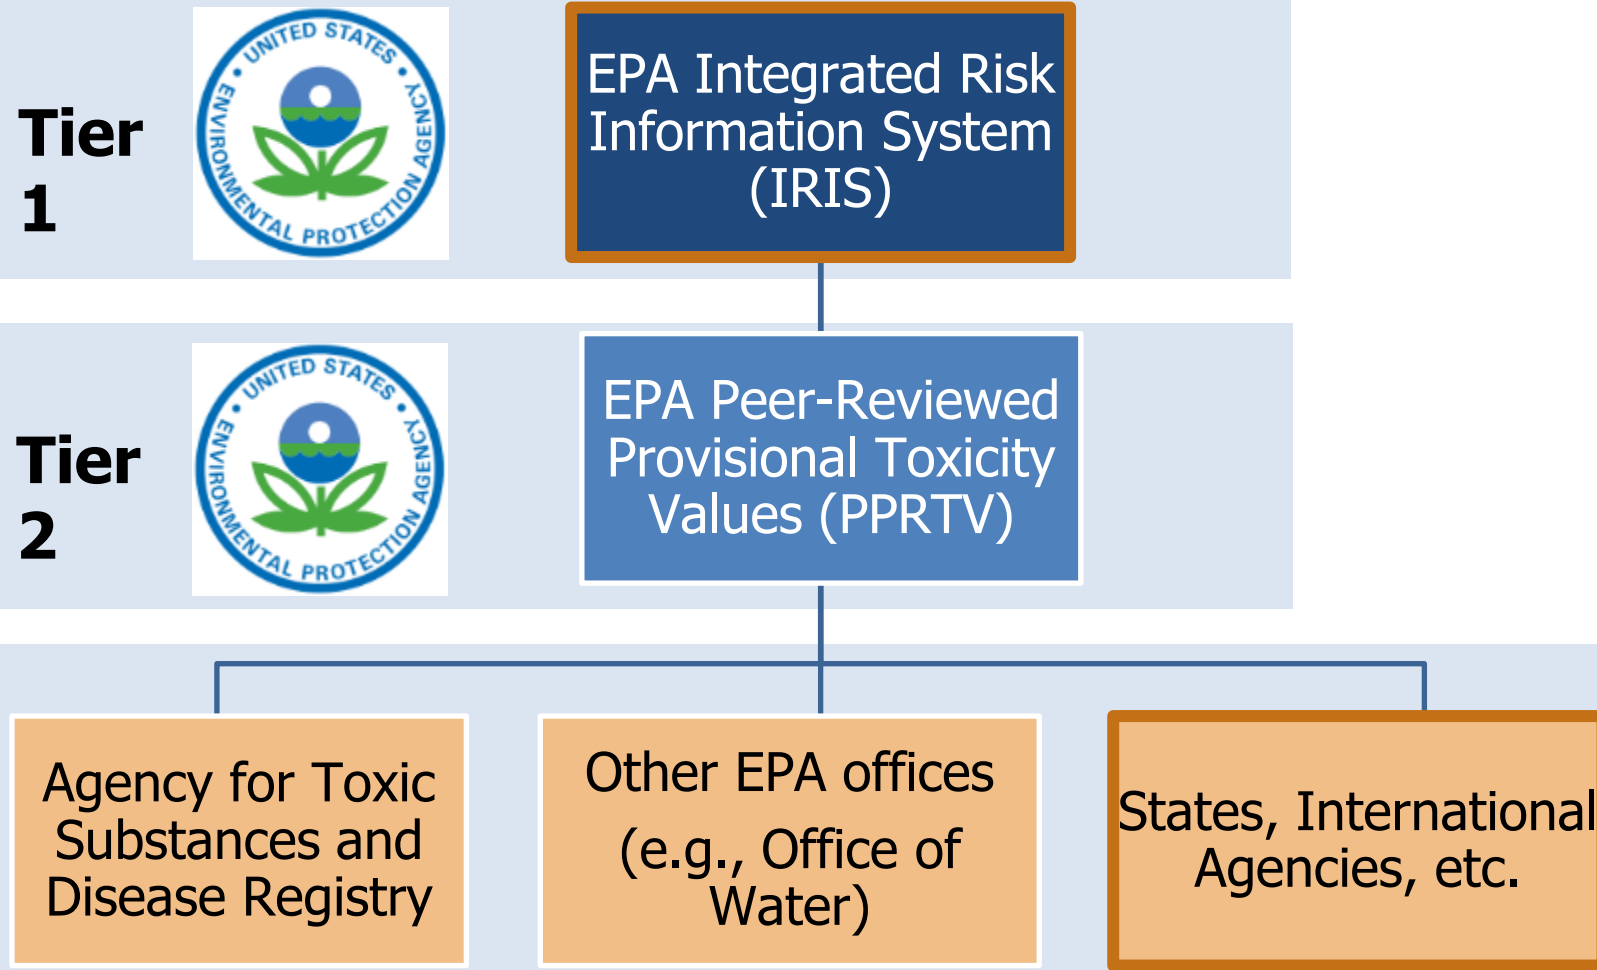 Tier
1
UNITED STATES • ENVIRONMENTAL PROTECTION AGENCY •
EPA Integrated Risk
Information System
(IRIS)
Tier
2
UNITED STATES • ENVIRONMENTAL PROTECTION AGENCY •
EPA Peer-Reviewed
Provisional Toxicity
Values (PPRTV)
Agency for Toxic
Substances and
Disease Registry
Other EPA offices
(e.g., Office of
Water)
States, International
Agencies, etc.